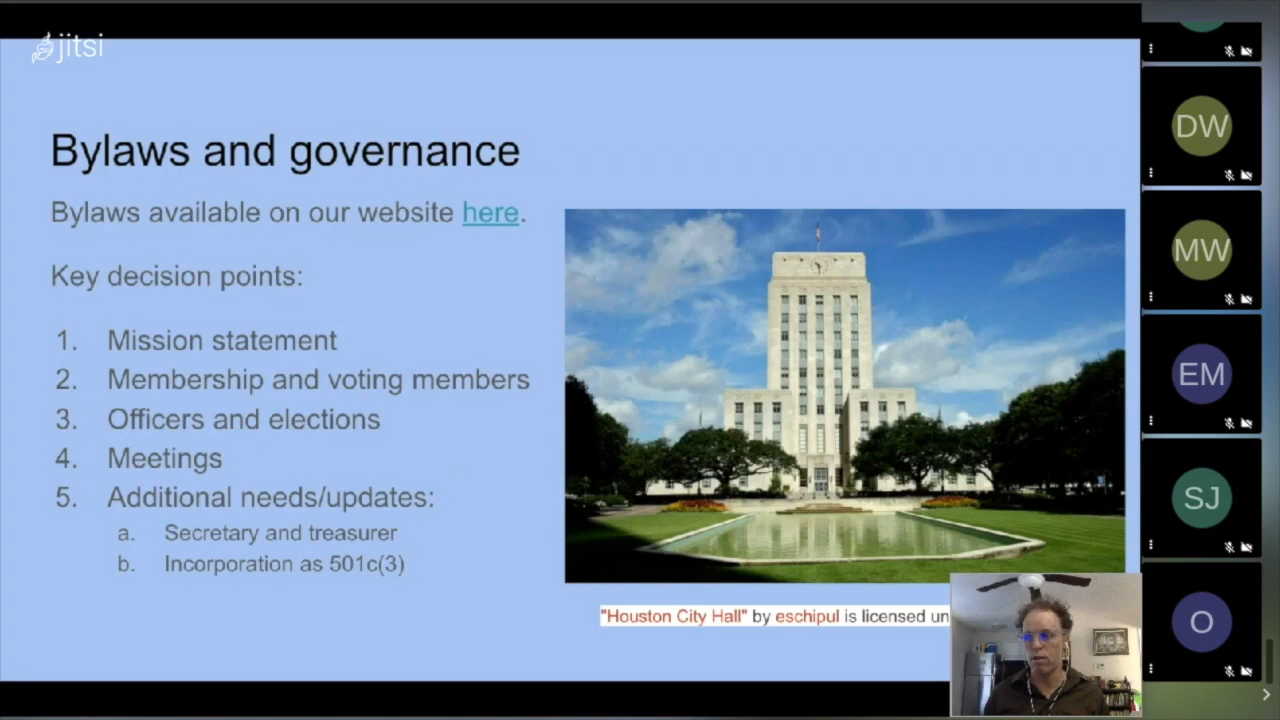 jitsi
Bylaws and governance
Bylaws available on our website here.
Key decision points:
1. Mission statement
2. Membership and voting members
3. Officers and elections
4. Meetings
5. Additional needs/updates:
a. Secretary and treasurer
b. Incorporation as 501c(3)
"Houston City Hall" by eschipul is licensed un
DW
MW
EM
SJ
O